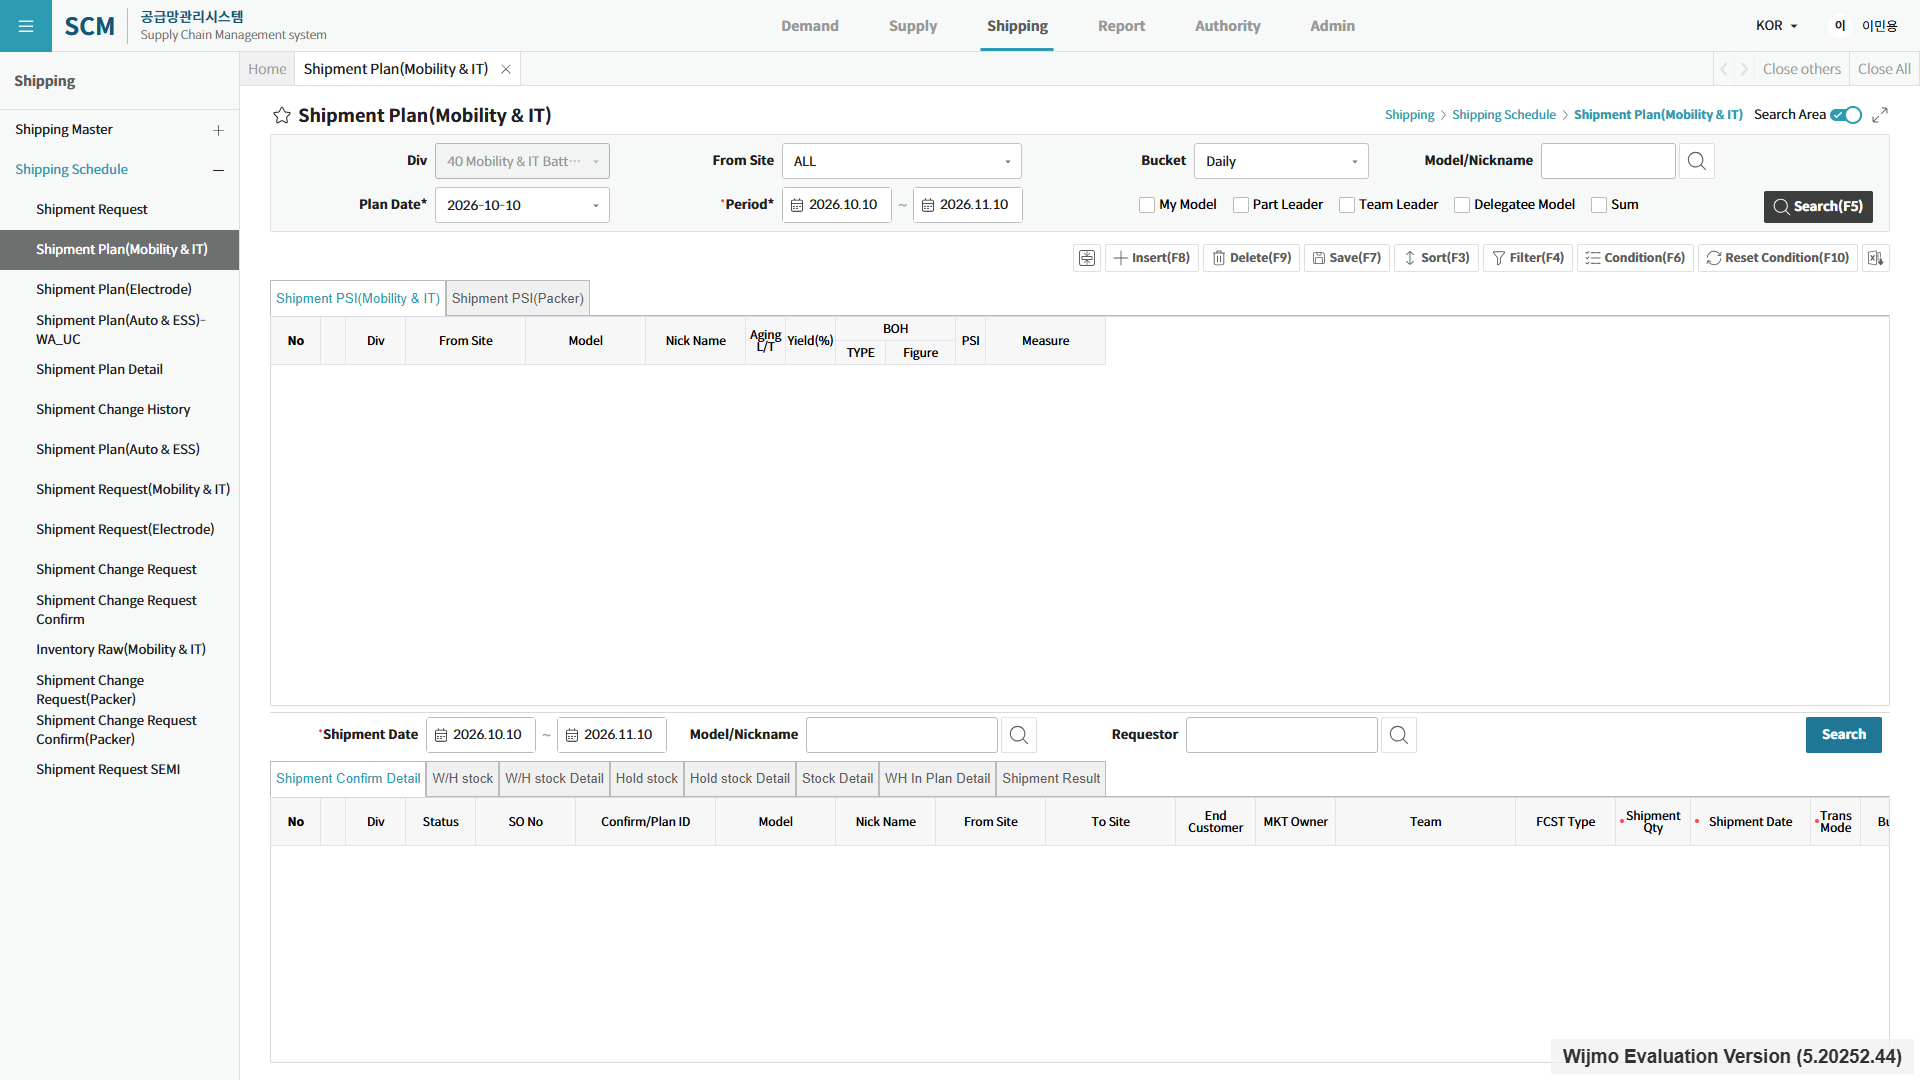 SCM
공급망관리시스템
Supply Chain Management system
Demand
Supply
Shipping
Report
Authority
Admin
KOR
이
이민용
Shipping
Home
Shipment Plan(Mobility & IT)
Close others
Close All
Shipping Master
Shipping Schedule
Shipment Request
Shipment Plan(Mobility & IT)
Shipment Plan(Electrode)
Shipment Plan(Auto & ESS)-
WA_UC
Shipment Plan Detail
Shipment Change History
Shipment Plan(Auto & ESS)
Shipment Request(Mobility & IT)
Shipment Request(Electrode)
Shipment Change Request
Shipment Change Request
Confirm
Inventory Raw(Mobility & IT)
Shipment Change
Request(Packer)
Shipment Change Request
Confirm(Packer)
Shipment Request SEMI
Shipment Plan(Mobility & IT)
Shipping > Shipping Schedule > Shipment Plan(Mobility & IT)
Search Area
Div
40 Mobility & IT Batt···
From Site
ALL
Bucket
Daily
Model/Nickname
Plan Date*
2026-10-10
*Period*
2026.10.10 ~ 2026.11.10
My Model
Part Leader
Team Leader
Delegatee Model
Sum
Search(F5)
Insert(F8)
Delete(F9)
Save(F7)
Sort(F3)
Filter(F4)
Condition(F6)
Reset Condition(F10)
Shipment PSI(Mobility & IT)
Shipment PSI(Packer)
No
Div
From Site
Model
Nick Name
Aging
L/T
Yield(%)
BOH
TYPE
Figure
PSI
Measure
*Shipment Date
2026.10.10 ~ 2026.11.10
Model/Nickname
Requestor
Search
Shipment Confirm Detail
W/H stock
W/H stock Detail
Hold stock
Hold stock Detail
Stock Detail
WH In Plan Detail
Shipment Result
No
Div
Status
SO No
Confirm/Plan ID
Model
Nick Name
From Site
To Site
End
Customer
MKT Owner
Team
FCST Type
Shipment
Qty
Shipment Date
Trans
Mode
Wijmo Evaluation Version (5.20252.44)